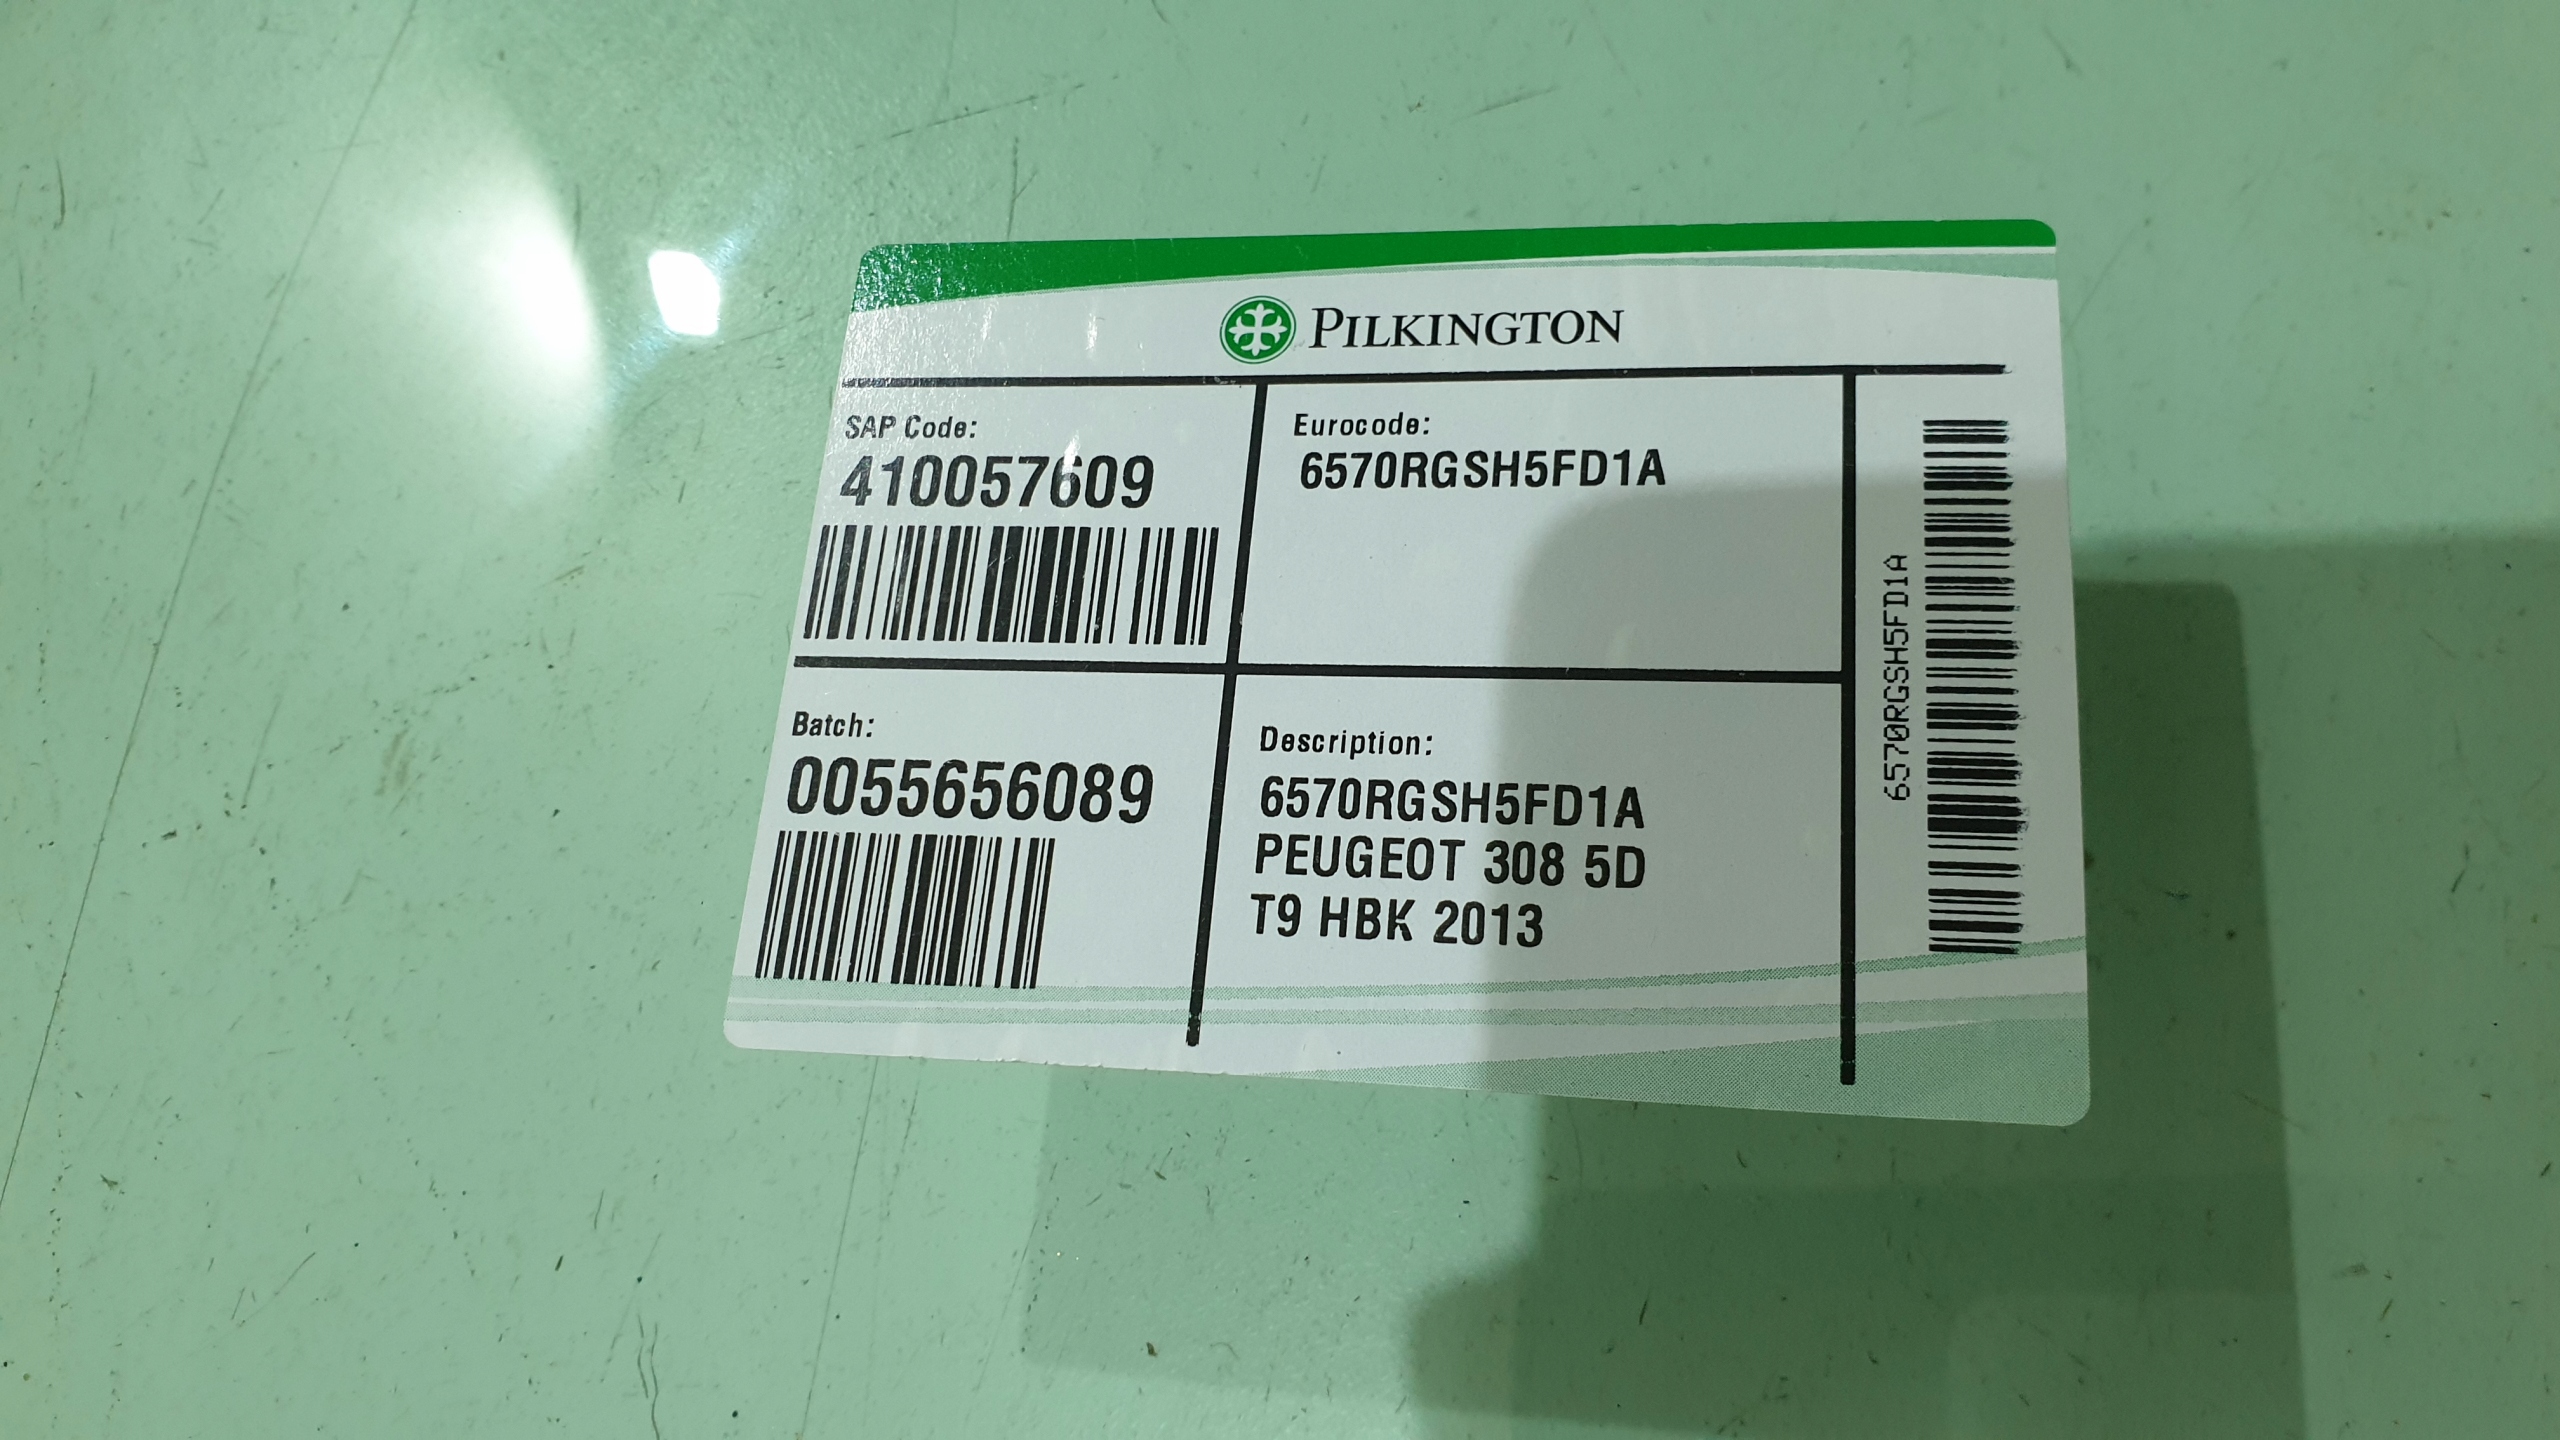 PILKINGTON
SAP Code:
410057609
Eurocode:
6570RGSH5FD1A
Batch:
0055656089
Description:
6570RGSH5FD1A
PEUGEOT 308 5D
T9 HBK 2013
6570RGSH5FD1A